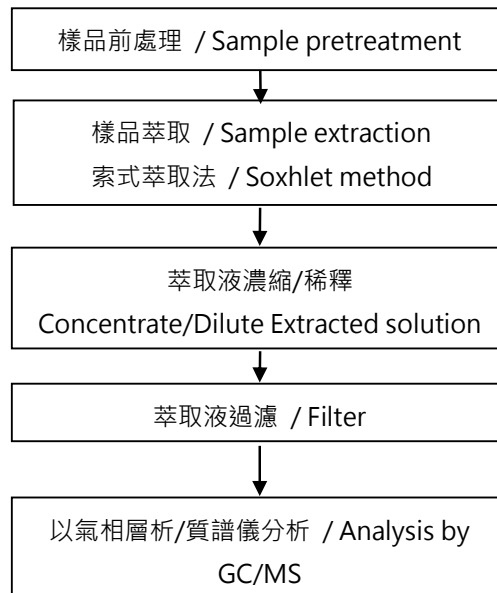 樣品前處理 / Sample pretreatment
樣品萃取 / Sample extraction
索式萃取法 / Soxhlet method
萃取液濃縮/稀釋
Concentrate/Dilute Extracted solution
萃取液過濾 / Filter
以氣相層析/質譜儀分析 / Analysis by
GC/MS